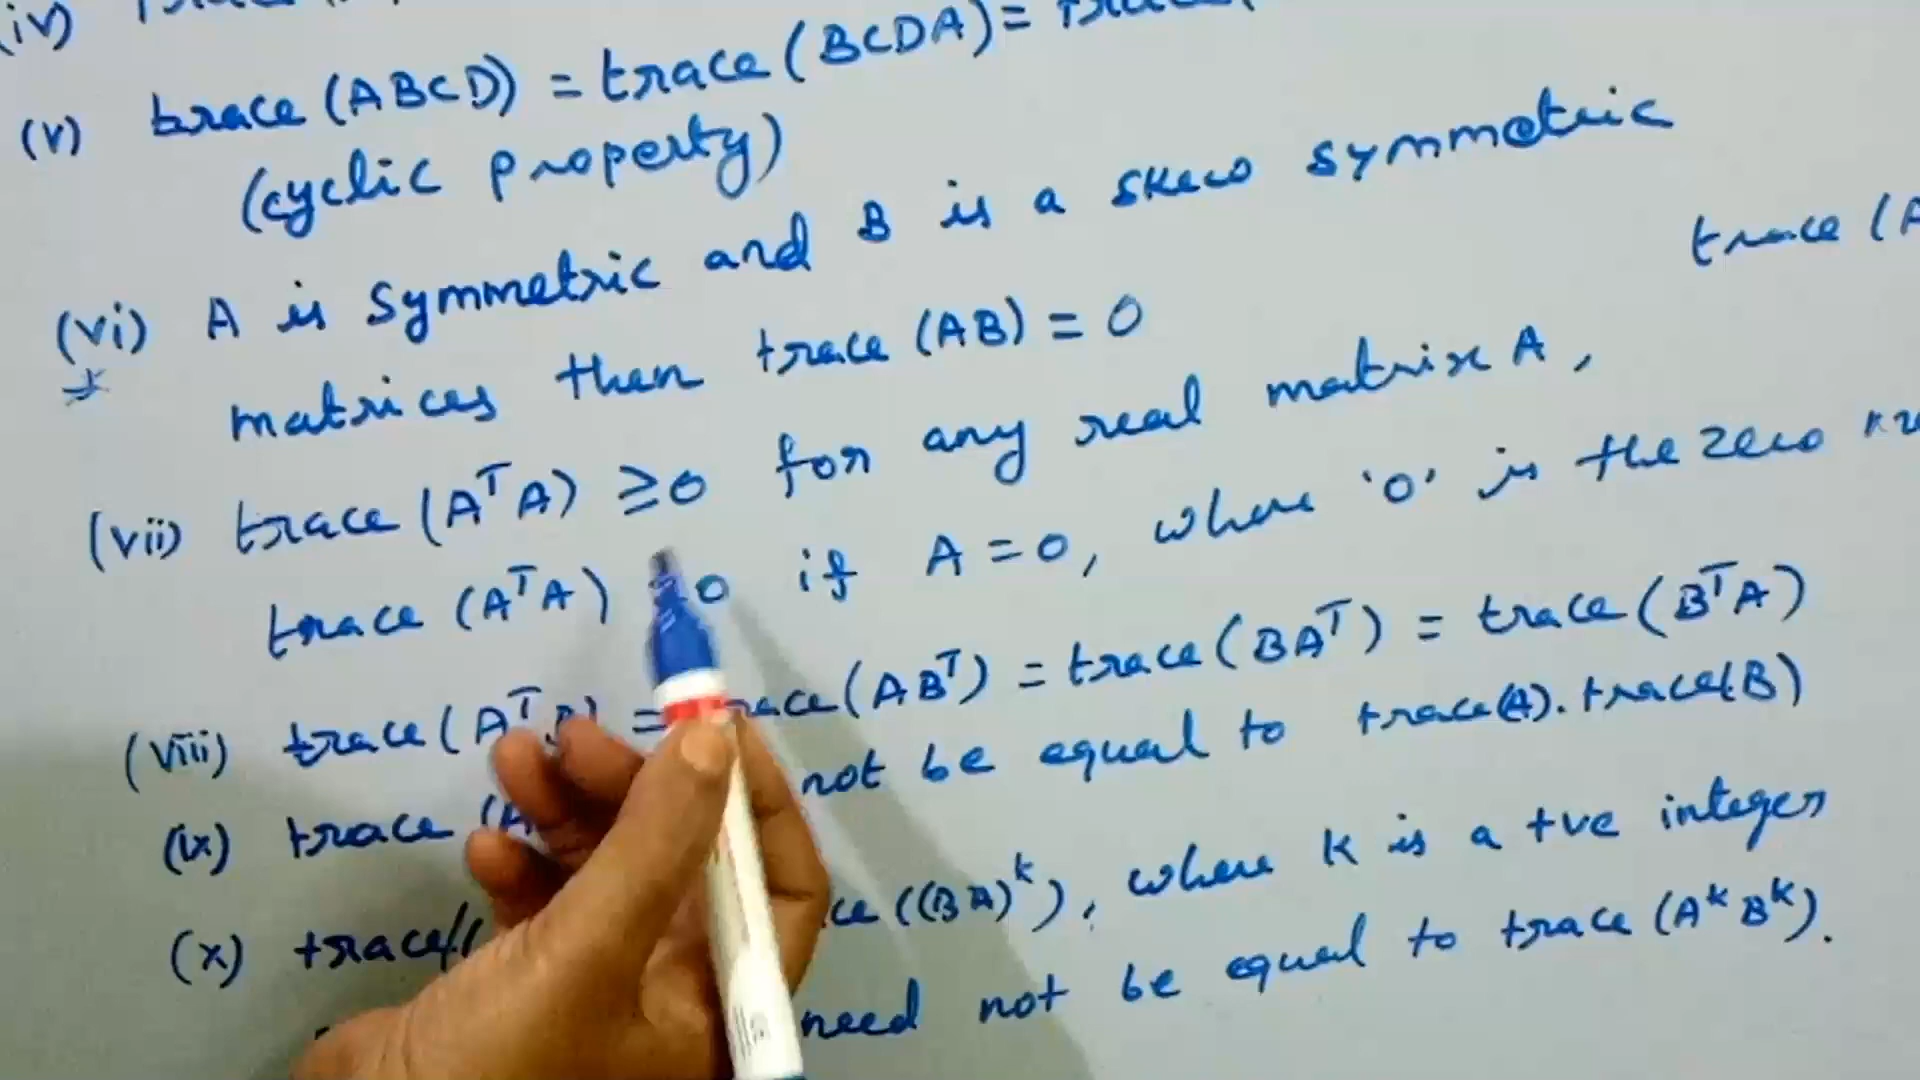 (iv)
(v) trace (ABCD) = trace (BCDA) =
(cyclic property)
(vi) A is symmetric and B is a skew symmetric
matrices then trace (AB) = 0
trace (A
(vii) trace (AᵀA) ≥ 0 for any real matrix A,
trace (AᵀA) 0 if A = 0, where '0' is the zero
(viii) trace (AᵀB) = trace (ABᵀ) = trace (BAᵀ) = trace (BᵀA)
(ix) trace (A not be equal to trace(A). trace(B)
(x) trace ((BA)ᵏ), where K is a +ve integer
need not be equal to trace (Aᵏ Bᵏ).